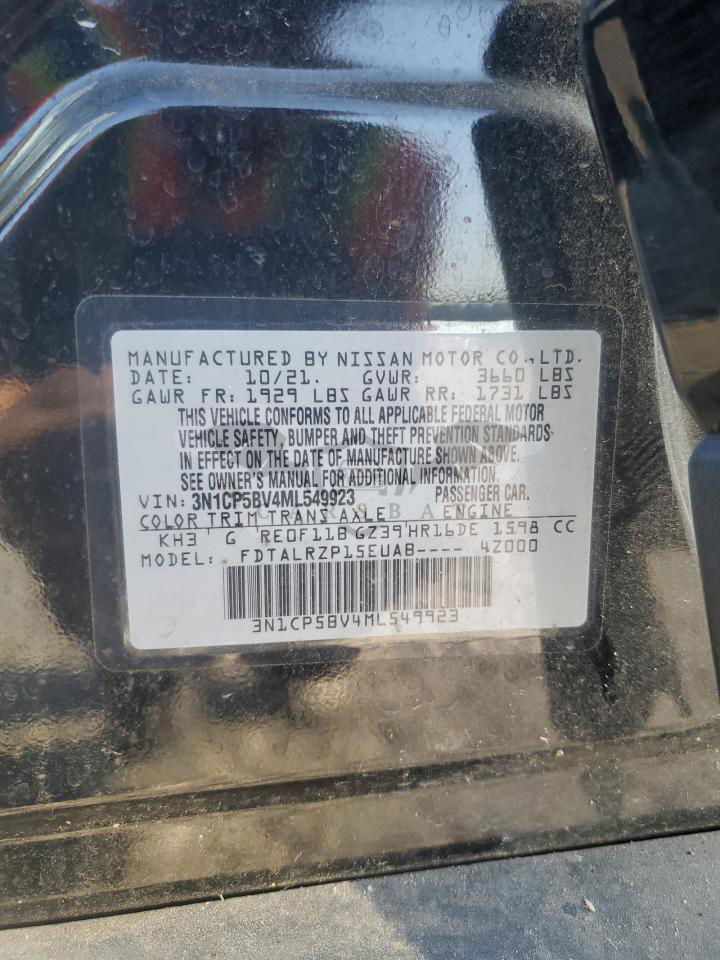 MANUFACTURED BY NISSAN MOTOR CO., LTD.
DATE: 10/21. GVWR: 3660 LBS
GAWR FR: 1929 LBS GAWR RR: 1731 LBS
THIS VEHICLE CONFORMS TO ALL APPLICABLE FEDERAL MOTOR
VEHICLE SAFETY, BUMPER AND THEFT PREVENTION STANDARDS
IN EFFECT ON THE DATE OF MANUFACTURE SHOWN ABOVE.
SEE OWNER'S MANUAL FOR ADDITIONAL INFORMATION
VIN: 3N1CP5BV4ML549923 PASSENGER CAR.
COLOR TRIM TRANS AXLE ENGINE
KH3 G RE0F11B GZ39 HR16DE 1598 CC
MODEL: FDTALRZP15EUAB---- 4Z000
3N1CP5BV4ML549923